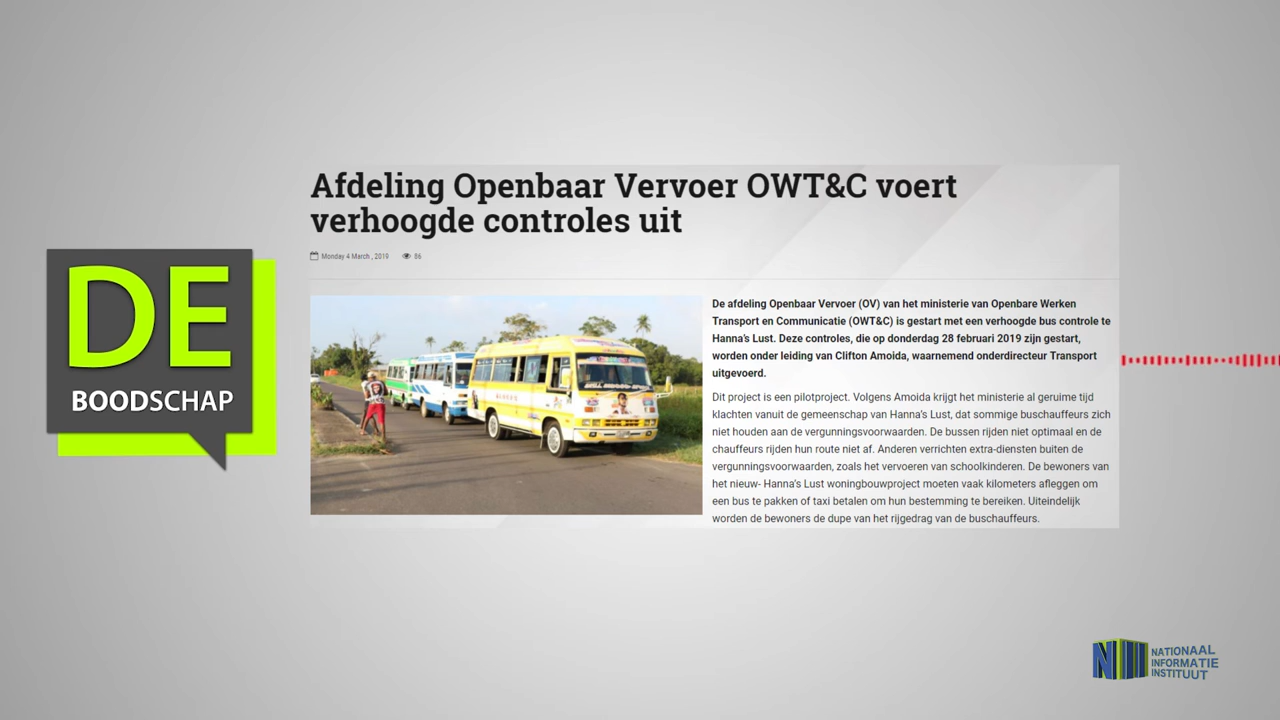 Afdeling Openbaar Vervoer OWT&C voert
verhoogde controles uit
Monday 4 March , 2019 86
DE
BOODSCHAP
De afdeling Openbaar Vervoer (OV) van het ministerie van Openbare Werken
Transport en Communicatie (OWT&C) is gestart met een verhoogde bus controle te
Hanna's Lust. Deze controles, die op donderdag 28 februari 2019 zijn gestart,
worden onder leiding van Clifton Amoida, waarnemend onderdirecteur Transport
uitgevoerd.
Dit project is een pilotproject. Volgens Amoida krijgt het ministerie al geruime tijd
klachten vanuit de gemeenschap van Hanna's Lust, dat sommige buschauffeurs zich
niet houden aan de vergunningsvoorwaarden. De bussen rijden niet optimaal en de
chauffeurs rijden hun route niet af. Anderen verrichten extra-diensten buiten de
vergunningsvoorwaarden, zoals het vervoeren van schoolkinderen. De bewoners van
het nieuw- Hanna's Lust woningbouwproject moeten vaak kilometers afleggen om
een bus te pakken of taxi betalen om hun bestemming te bereiken. Uiteindelijk
worden de bewoners de dupe van het rijgedrag van de buschauffeurs.
NATIONAAL
INFORMATIE
INSTITUUT